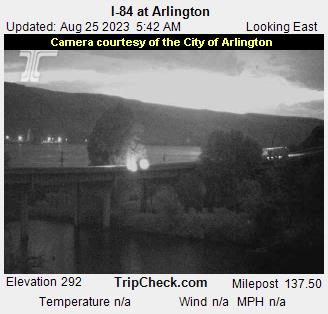 I-84 at Arlington
Updated: Aug 25 2023 5:42 AM Looking East
Camera courtesy of the City of Arlington
Elevation 292 TripCheck.com Milepost 137.50
Temperature n/a Wind n/a MPH n/a